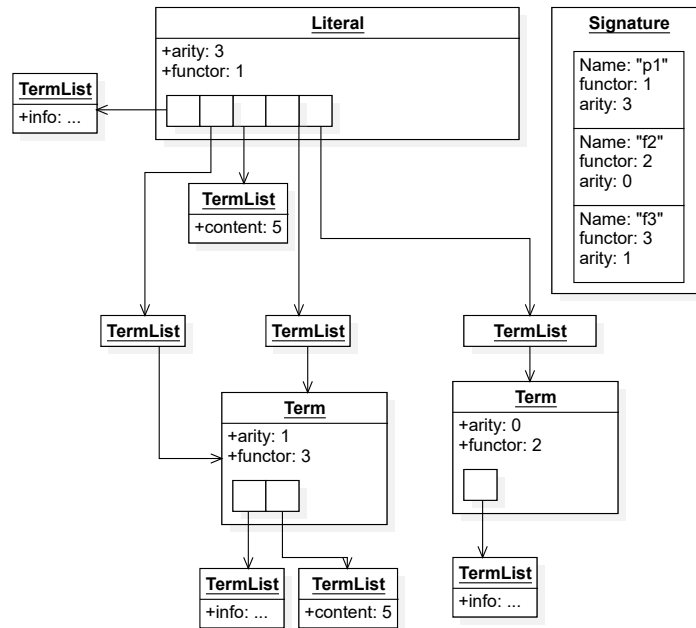 Literal
+arity: 3
+functor: 1
TermList
+info: ...
Signature
Name: "p1"
functor: 1
arity: 3
Name: "f2"
functor: 2
arity: 0
Name: "f3"
functor: 3
arity: 1
TermList
+content: 5
TermList
TermList
TermList
Term
+arity: 1
+functor: 3
Term
+arity: 0
+functor: 2
TermList
+info: ...
TermList
+content: 5
TermList
+info: ...